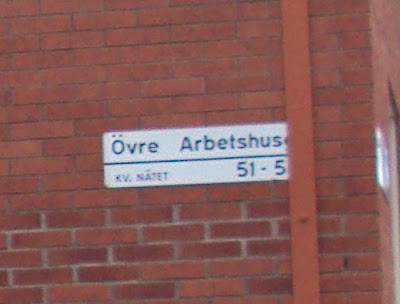 Övre Arbetshus
KV. NÄTET 51-5